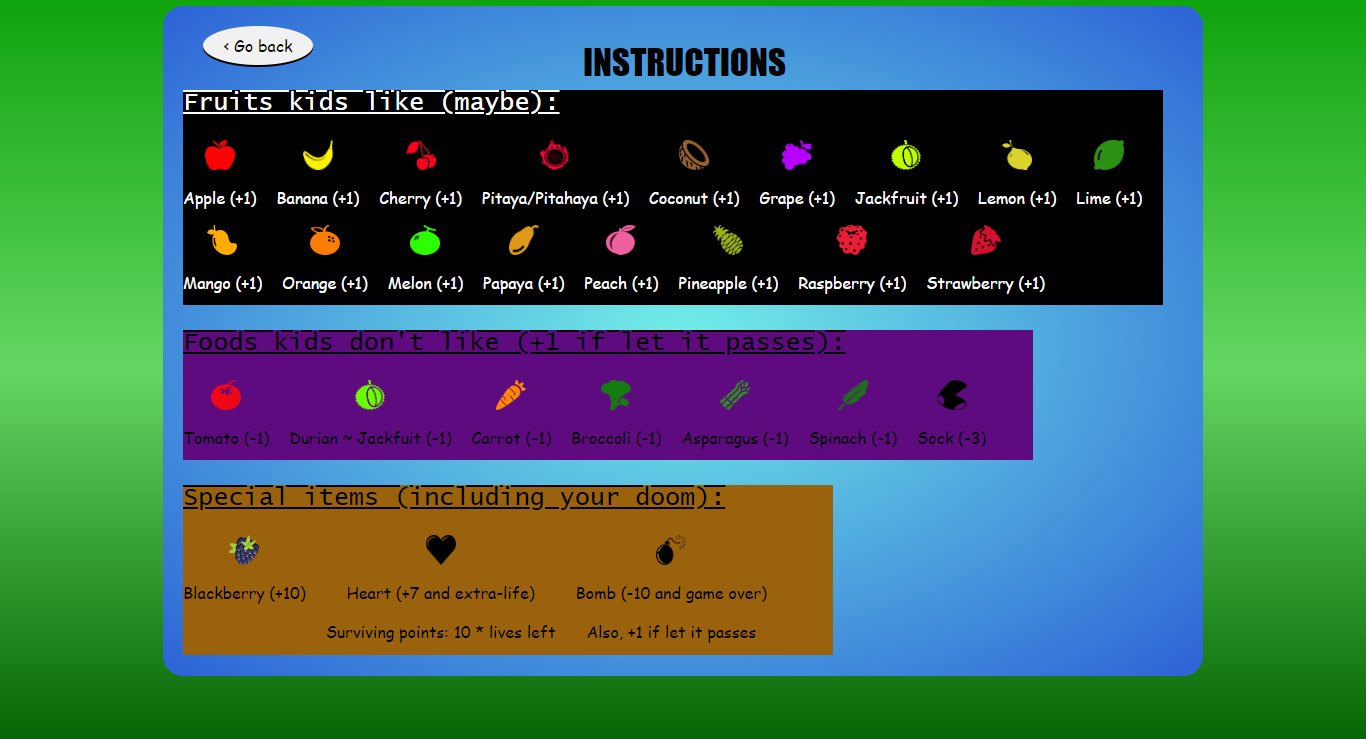 < Go back
INSTRUCTIONS
Fruits kids like (maybe):
Apple (+1) Banana (+1) Cherry (+1) Pitaya/Pitahaya (+1) Coconut (+1) Grape (+1) Jackfruit (+1) Lemon (+1) Lime (+1)
Mango (+1) Orange (+1) Melon (+1) Papaya (+1) Peach (+1) Pineapple (+1) Raspberry (+1) Strawberry (+1)
Foods kids don't like (+1 if let it passes):
Tomato (-1) Durian ~ Jackfuit (-1) Carrot (-1) Broccoli (-1) Asparagus (-1) Spinach (-1) Sock (-3)
Special items (including your doom):
Blackberry (+10) Heart (+7 and extra-life) Bomb (-10 and game over)
Surviving points: 10 * lives left Also, +1 if let it passes